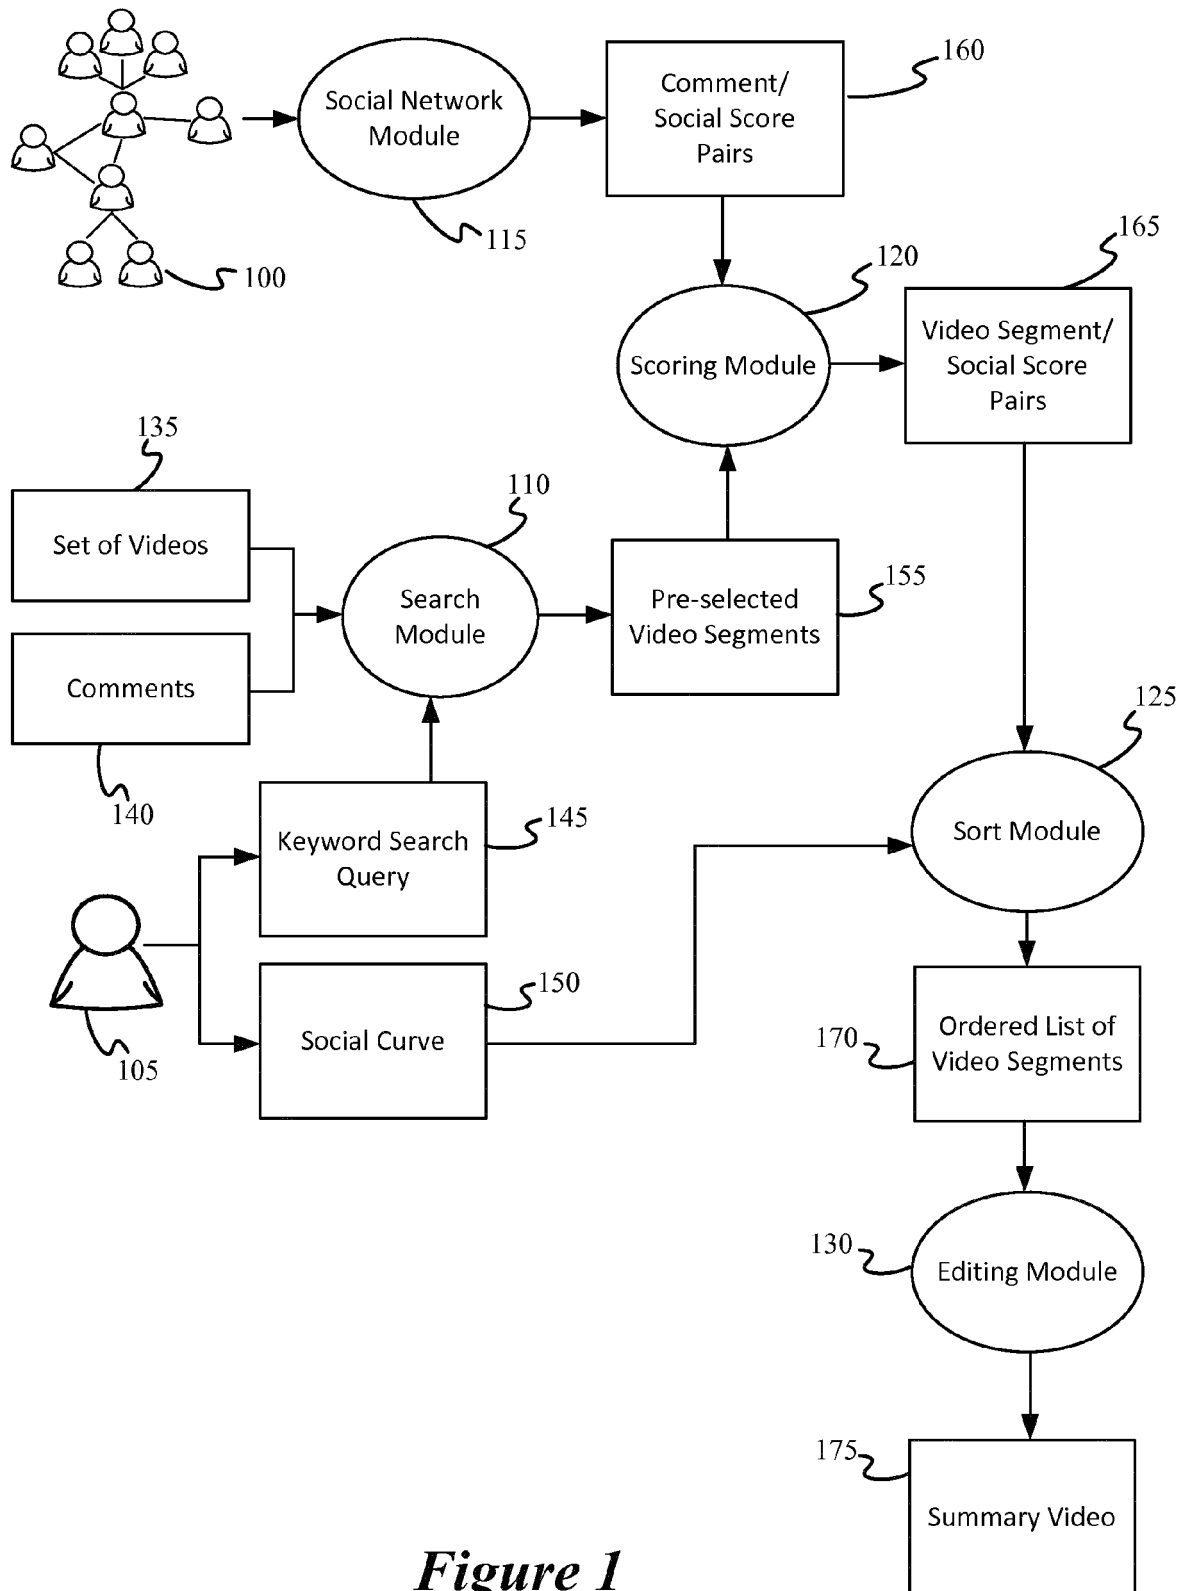 160
Comment/
Social Score
Pairs
Social Network
Module
115
100
165
120
Video Segment/
Social Score
Pairs
Scoring Module
135
110
Set of Videos
155
Search
Module
Pre-selected
Video Segments
Comments
125
140
145
Keyword Search
Query
Sort Module
150
105
Social Curve
170
Ordered List of
Video Segments
130
Editing Module
175
Summary Video
Figure 1